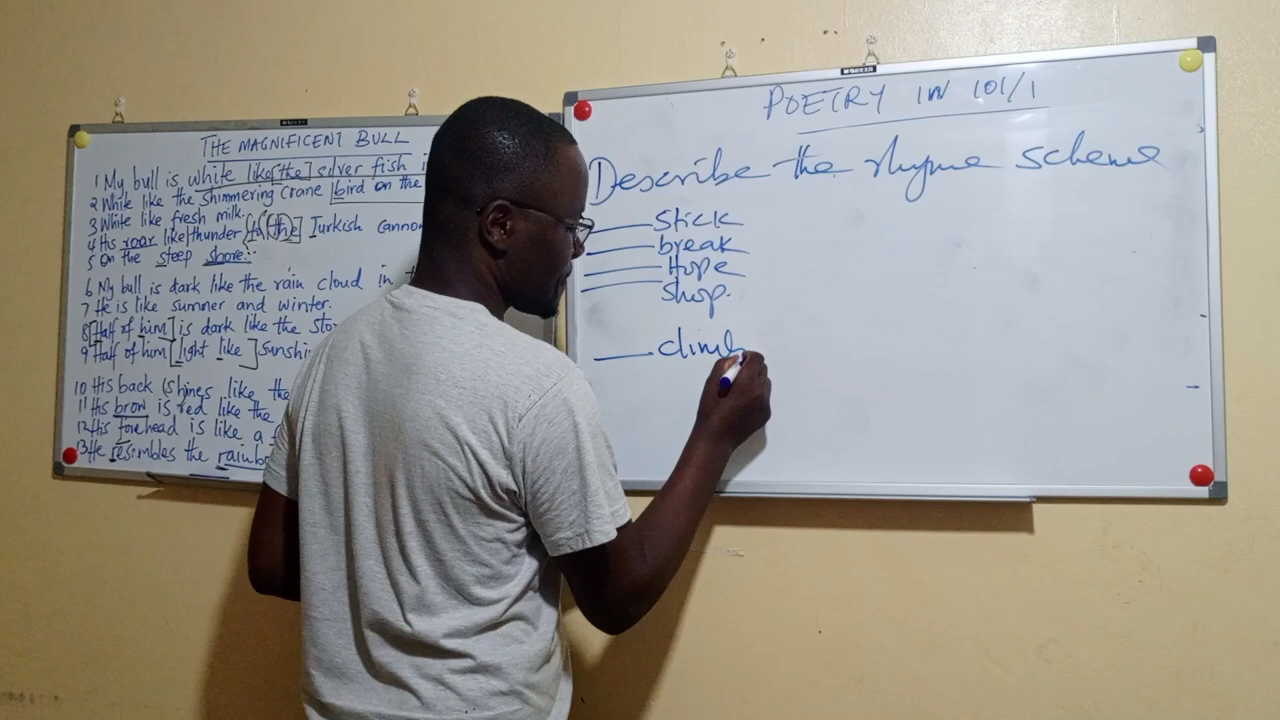 THE MAGNIFICENT BULL
1 My bull is white like [the] silver fish i
2 White like the shimmering crane bird on the
3 White like fresh milk.
4 His roar like thunder to [the] Turkish canno
5 On the steep shore.
6 My bull is dark like the rain cloud in t
7 He is like summer and winter.
8 [Half of him] is dark like the sto
9 Half of him [light like] sunshi
10 His back (shines like the
11 His brow is red like the
12 His forehead is like a
13 He resembles the rainbo
POETRY IN 101/1
Describe the rhyme scheme
stick
break
Hope
shop.
climb